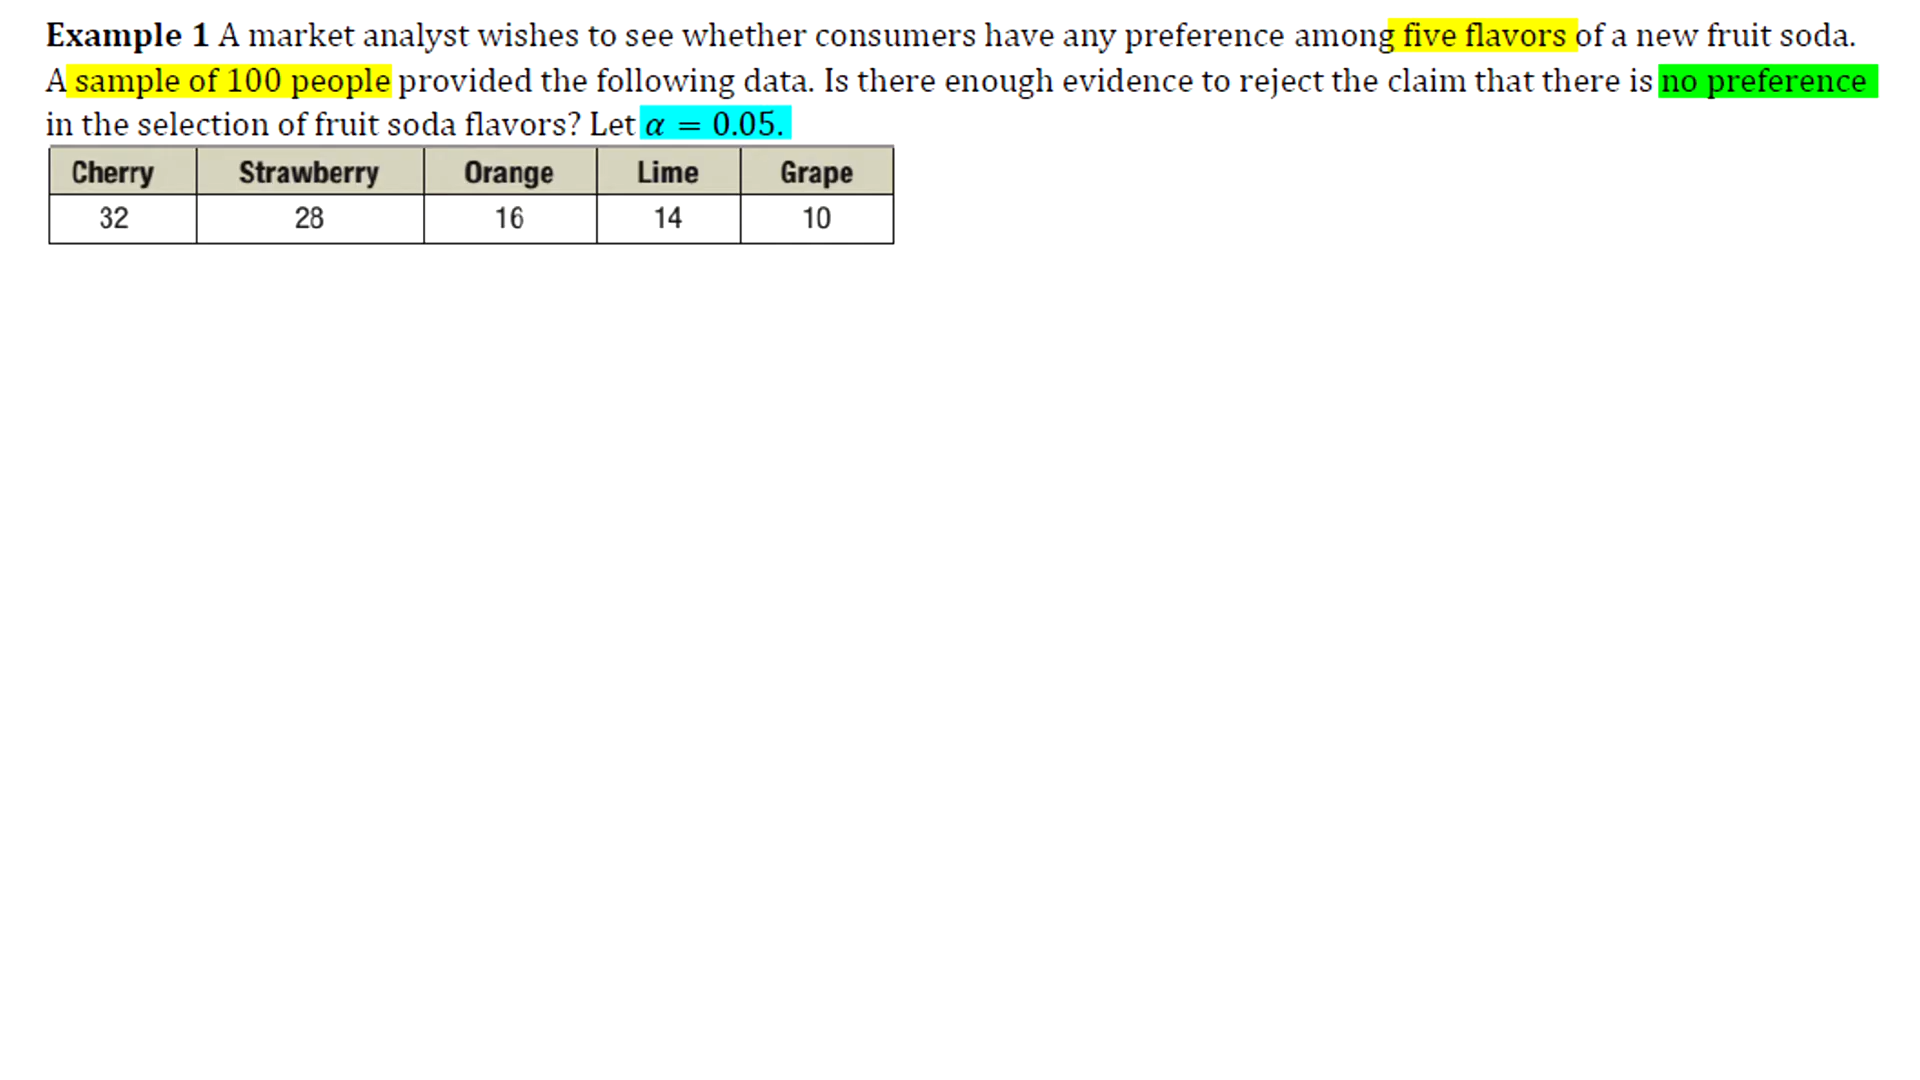 Example 1 A market analyst wishes to see whether consumers have any preference among five flavors of a new fruit soda.
A sample of 100 people provided the following data. Is there enough evidence to reject the claim that there is no preference
in the selection of fruit soda flavors? Let α = 0.05.
Cherry Strawberry Orange Lime Grape
32 28 16 14 10